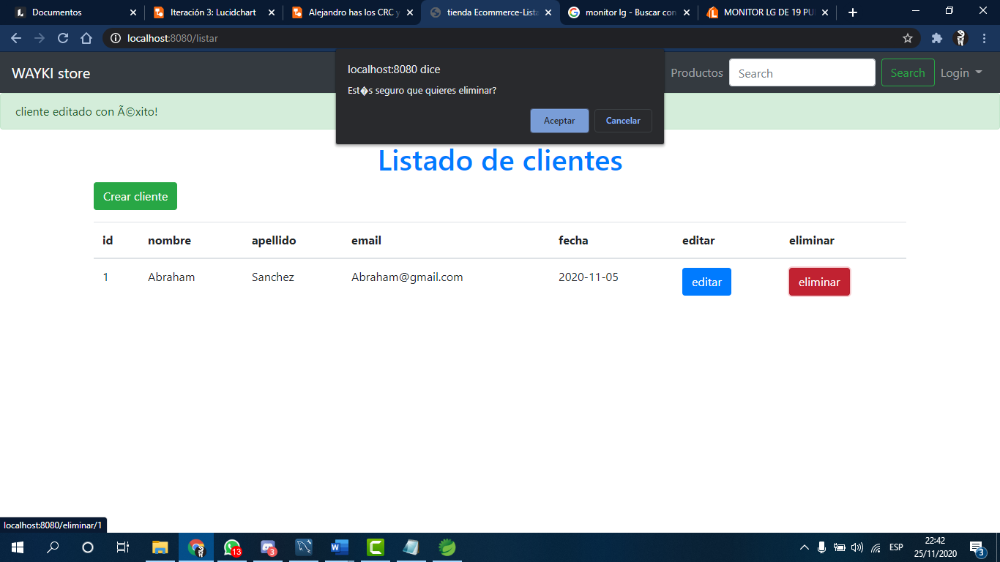 Documentos
Iteración 3: Lucidchart
Alejandro has los CRC y
tienda Ecommerce-Lista
monitor lg - Buscar con
MONITOR LG DE 19 PUL
localhost:8080/listar
WAYKI store
Productos
Search
Search
Login
localhost:8080 dice
Est�s seguro que quieres eliminar?
Aceptar
Cancelar
cliente editado con Ã©xito!
Listado de clientes
Crear cliente
id nombre apellido email fecha editar eliminar
1 Abraham Sanchez Abraham@gmail.com 2020-11-05 editar eliminar
localhost:8080/eliminar/1
13
3
ESP
22:42
25/11/2020
3